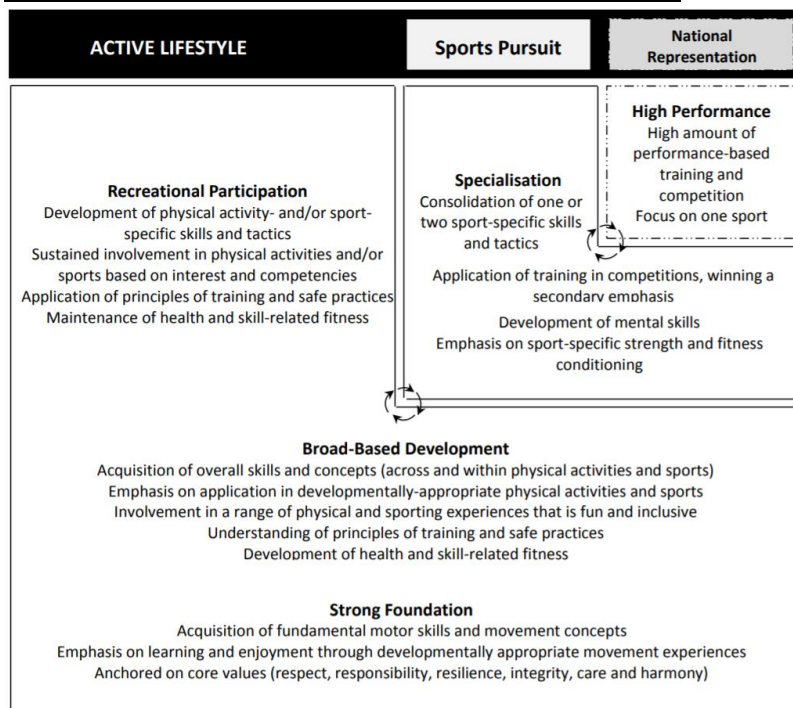 ACTIVE LIFESTYLE
Sports Pursuit
National
Representation
High Performance
High amount of
performance-based
training and
competition
Focus on one sport
Recreational Participation
Development of physical activity- and/or sport-
specific skills and tactics
Sustained involvement in physical activities and/or
sports based on interest and competencies
Application of principles of training and safe practices
Maintenance of health and skill-related fitness
Specialisation
Consolidation of one or
two sport-specific skills
and tactics
Application of training in competitions, winning a
secondary emphasis
Development of mental skills
Emphasis on sport-specific strength and fitness
conditioning
Broad-Based Development
Acquisition of overall skills and concepts (across and within physical activities and sports)
Emphasis on application in developmentally-appropriate physical activities and sports
Involvement in a range of physical and sporting experiences that is fun and inclusive
Understanding of principles of training and safe practices
Development of health and skill-related fitness
Strong Foundation
Acquisition of fundamental motor skills and movement concepts
Emphasis on learning and enjoyment through developmentally appropriate movement experiences
Anchored on core values (respect, responsibility, resilience, integrity, care and harmony)